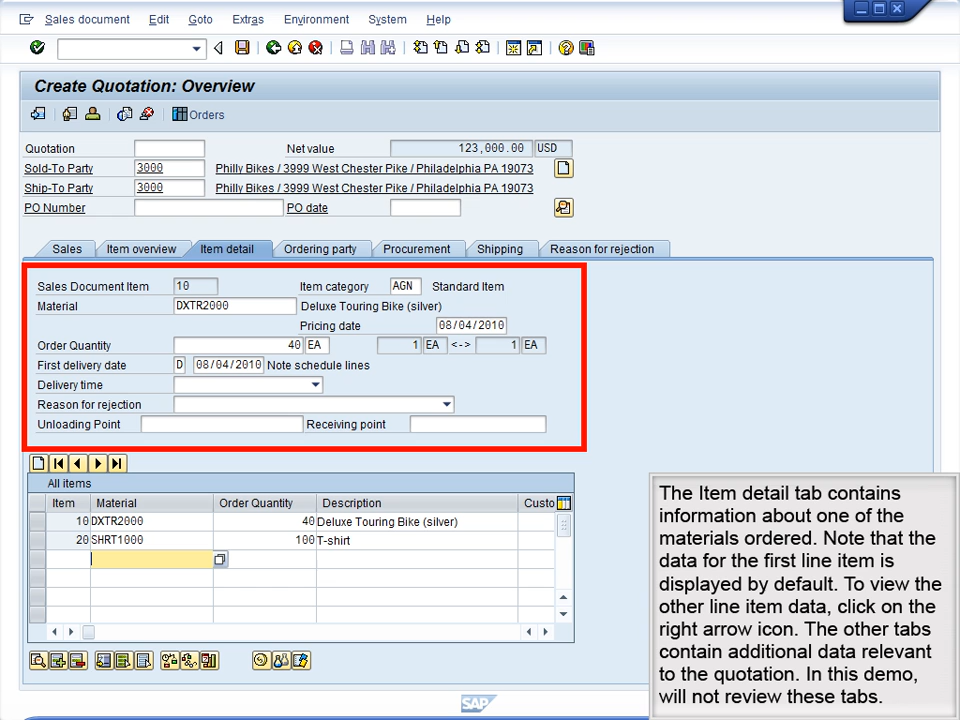 Sales document Edit Goto Extras Environment System Help
Create Quotation: Overview
Orders
Quotation Net value 123,000.00 USD
Sold-To Party 3000 Philly Bikes / 3999 West Chester Pike / Philadelphia PA 19073
Ship-To Party 3000 Philly Bikes / 3999 West Chester Pike / Philadelphia PA 19073
PO Number PO date
Sales Item overview Item detail Ordering party Procurement Shipping Reason for rejection
Sales Document Item 10 Item category AGN Standard Item
Material DXTR2000 Deluxe Touring Bike (silver)
Pricing date 08/04/2010
Order Quantity 40 EA 1 EA <-> 1 EA
First delivery date D 08/04/2010 Note schedule lines
Delivery time
Reason for rejection
Unloading Point Receiving point
All items
Item Material Order Quantity Description Custo
10 DXTR2000 40 Deluxe Touring Bike (silver)
20 SHRT1000 100 T-shirt
The Item detail tab contains
information about one of the
materials ordered. Note that the
data for the first line item is
displayed by default. To view the
other line item data, click on the
right arrow icon. The other tabs
contain additional data relevant
to the quotation. In this demo,
will not review these tabs.
SAP